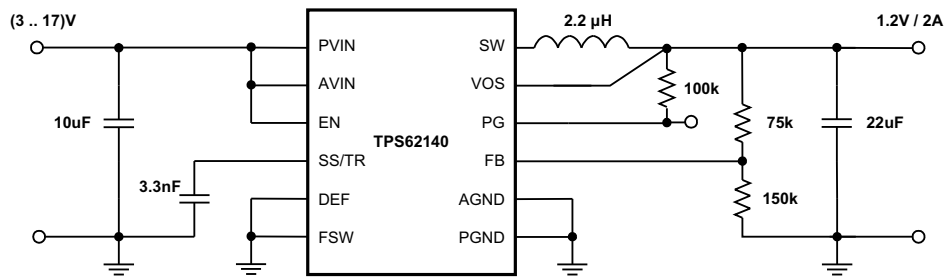 (3 .. 17)V
2.2 µH
1.2V / 2A
PVIN
SW
AVIN
VOS
100k
10uF
EN
PG
TPS62140
75k
22uF
SS/TR
FB
3.3nF
DEF
AGND
150k
FSW
PGND